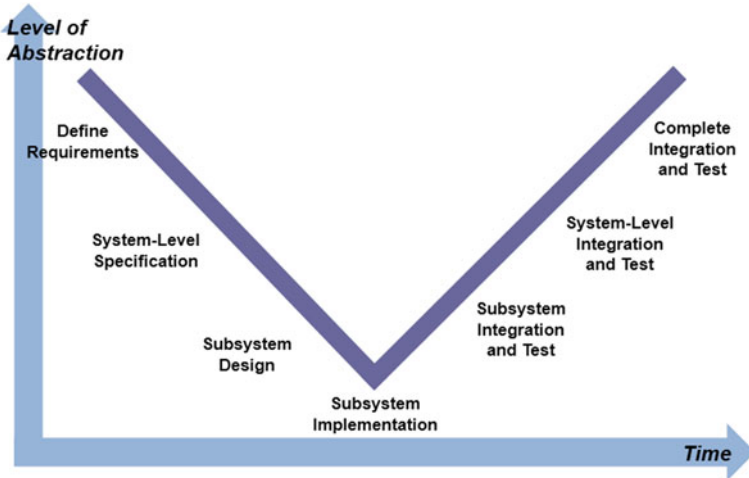 Level of
Abstraction
Define
Requirements
System-Level
Specification
Subsystem
Design
Subsystem
Implementation
Subsystem
Integration
and Test
System-Level
Integration
and Test
Complete
Integration
and Test
Time